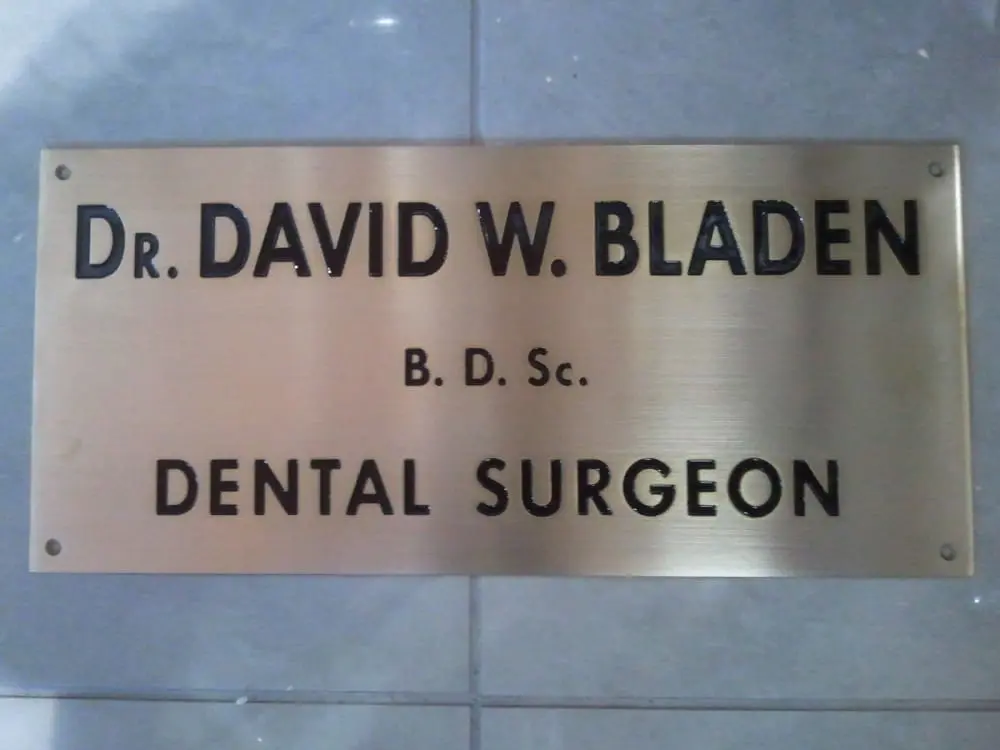 DR. DAVID W. BLADEN
B. D. Sc.
DENTAL SURGEON